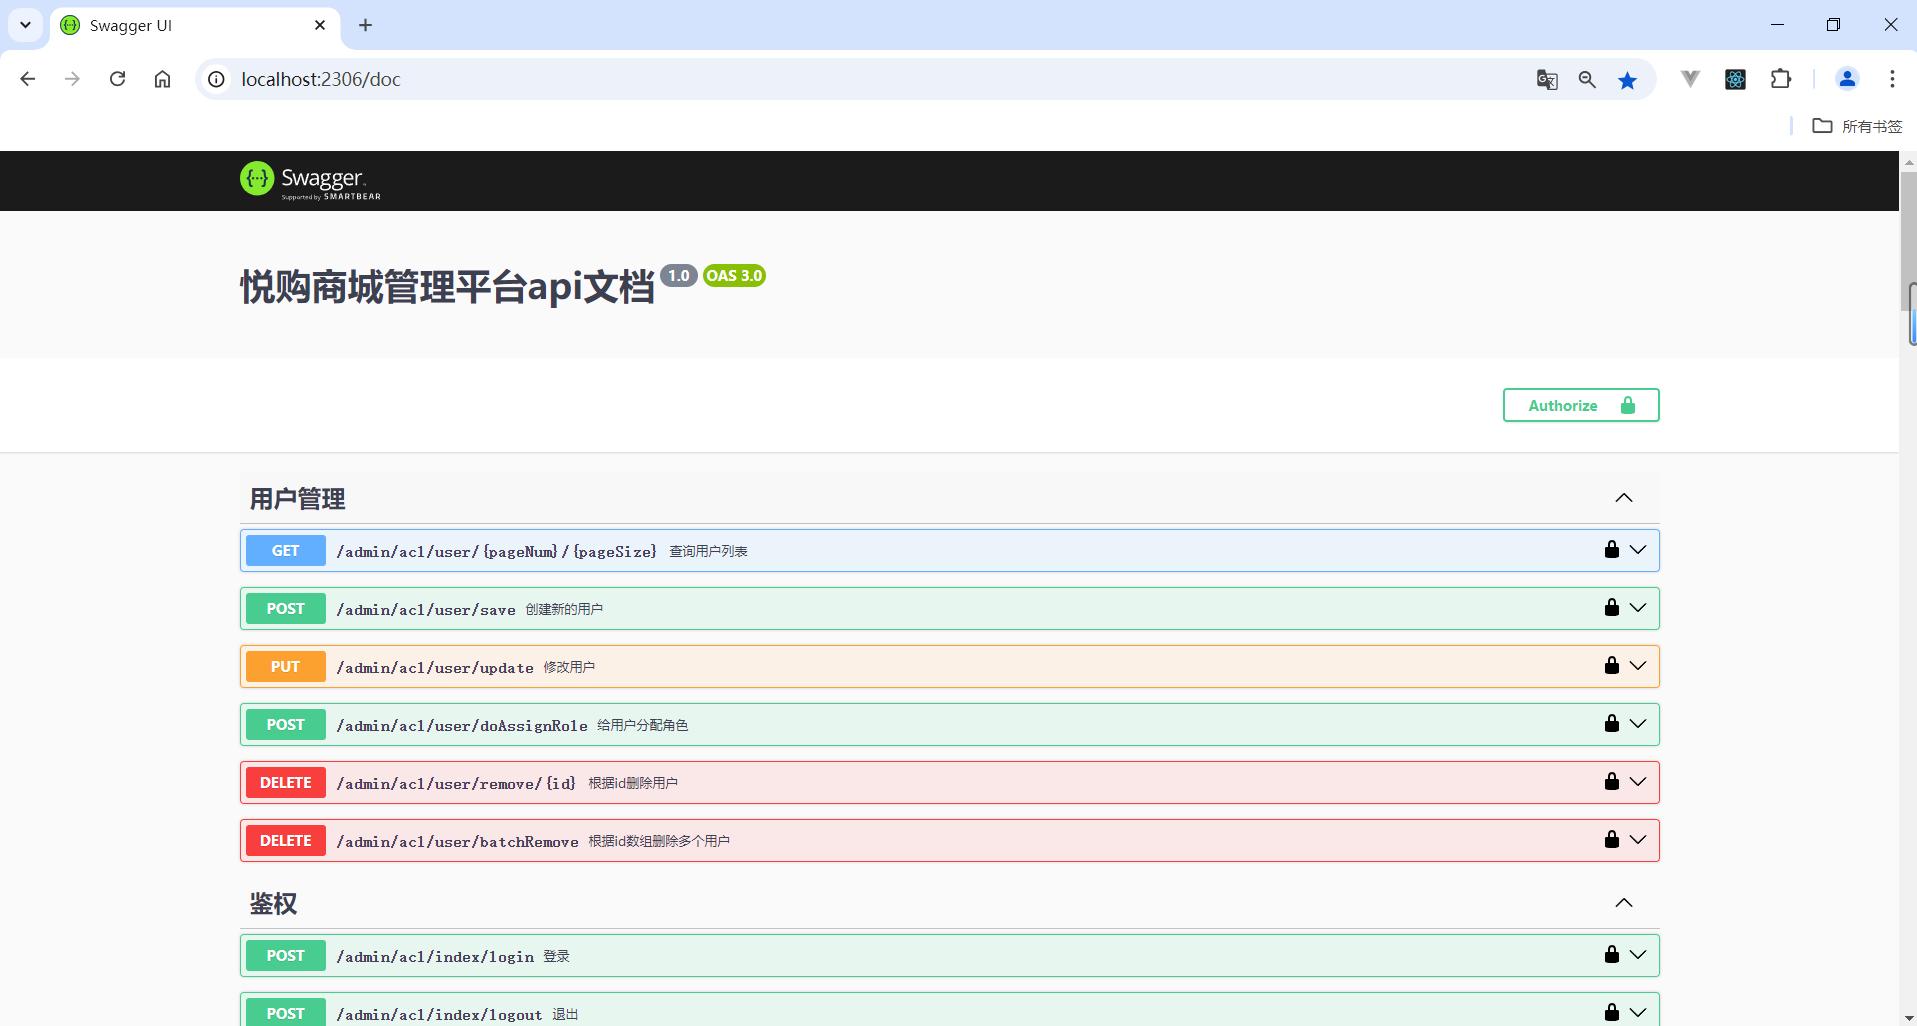 Swagger UI
localhost:2306/doc
所有书签
Swagger
Supported by SMARTBEAR
悦购商城管理平台api文档 1.0 OAS 3.0
Authorize
用户管理
GET /admin/acl/user/{pageNum}/{pageSize} 查询用户列表
POST /admin/acl/user/save 创建新的用户
PUT /admin/acl/user/update 修改用户
POST /admin/acl/user/doAssignRole 给用户分配角色
DELETE /admin/acl/user/remove/{id} 根据id删除用户
DELETE /admin/acl/user/batchRemove 根据id数组删除多个用户
鉴权
POST /admin/acl/index/login 登录
POST /admin/acl/index/logout 退出